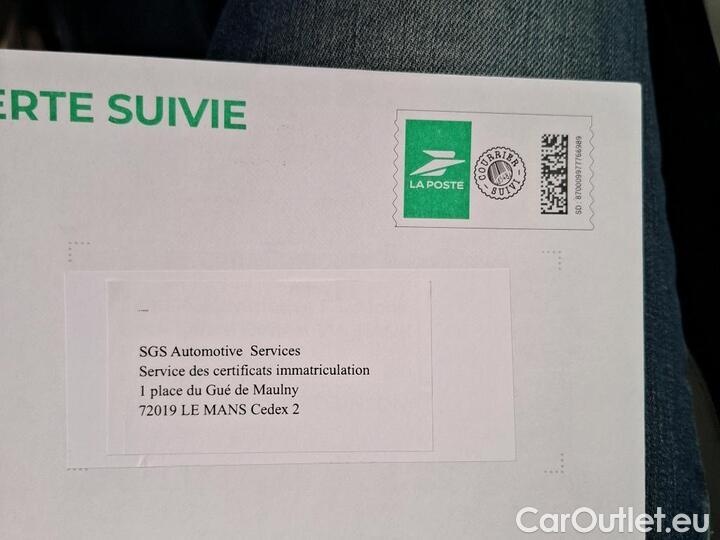 ERTE SUIVIE
LA POSTE
COURRIER
SUIVI
SD : 870009977766989
SGS Automotive Services
Service des certificats immatriculation
1 place du Gué de Maulny
72019 LE MANS Cedex 2
CarOutlet.eu